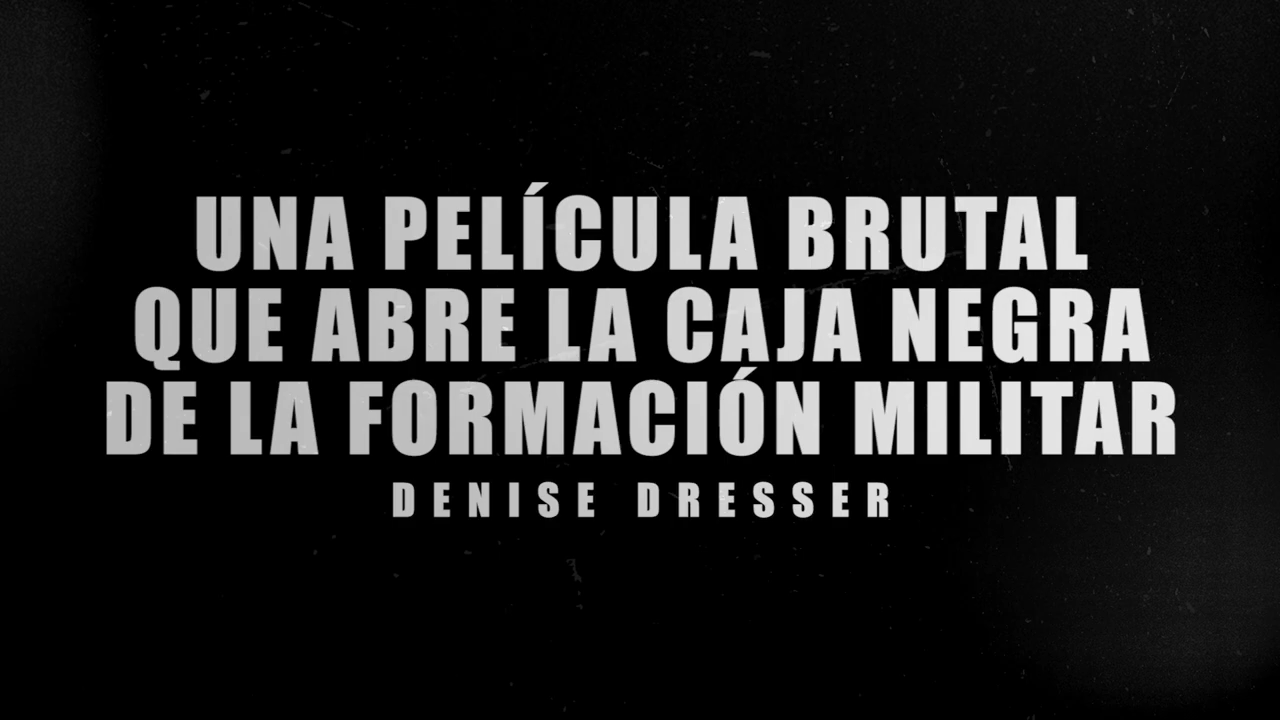 UNA PELÍCULA BRUTAL
QUE ABRE LA CAJA NEGRA
DE LA FORMACIÓN MILITAR
DENISE DRESSER